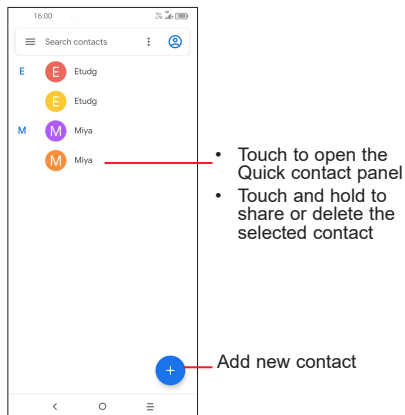 16:00
Search contacts
E E Etudg
E Etudg
M M Miya
M Miya
• Touch to open the
Quick contact panel
• Touch and hold to
share or delete the
selected contact
Add new contact